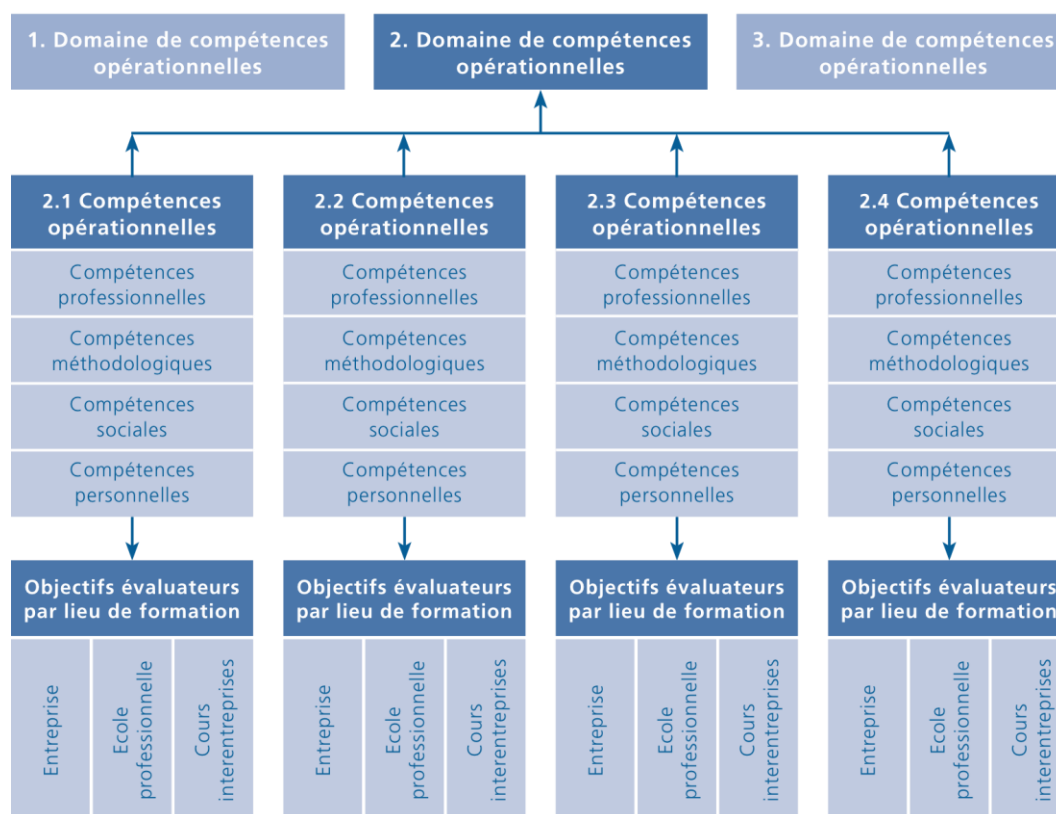 1. Domaine de compétences
opérationnelles
2. Domaine de compétences
opérationnelles
3. Domaine de compétences
opérationnelles
2.1 Compétences
opérationnelles
Compétences
professionnelles
Compétences
méthodologiques
Compétences
sociales
Compétences
personnelles
Objectifs évaluateurs
par lieu de formation
Entreprise
Ecole
professionnelle
Cours
interentreprises
2.2 Compétences
opérationnelles
Compétences
professionnelles
Compétences
méthodologiques
Compétences
sociales
Compétences
personnelles
Objectifs évaluateurs
par lieu de formation
Entreprise
Ecole
professionnelle
Cours
interentreprises
2.3 Compétences
opérationnelles
Compétences
professionnelles
Compétences
méthodologiques
Compétences
sociales
Compétences
personnelles
Objectifs évaluateurs
par lieu de formation
Entreprise
Ecole
professionnelle
Cours
interentreprises
2.4 Compétences
opérationnelles
Compétences
professionnelles
Compétences
méthodologiques
Compétences
sociales
Compétences
personnelles
Objectifs évaluateurs
par lieu de formation
Entreprise
Ecole
professionnelle
Cours
interentreprises